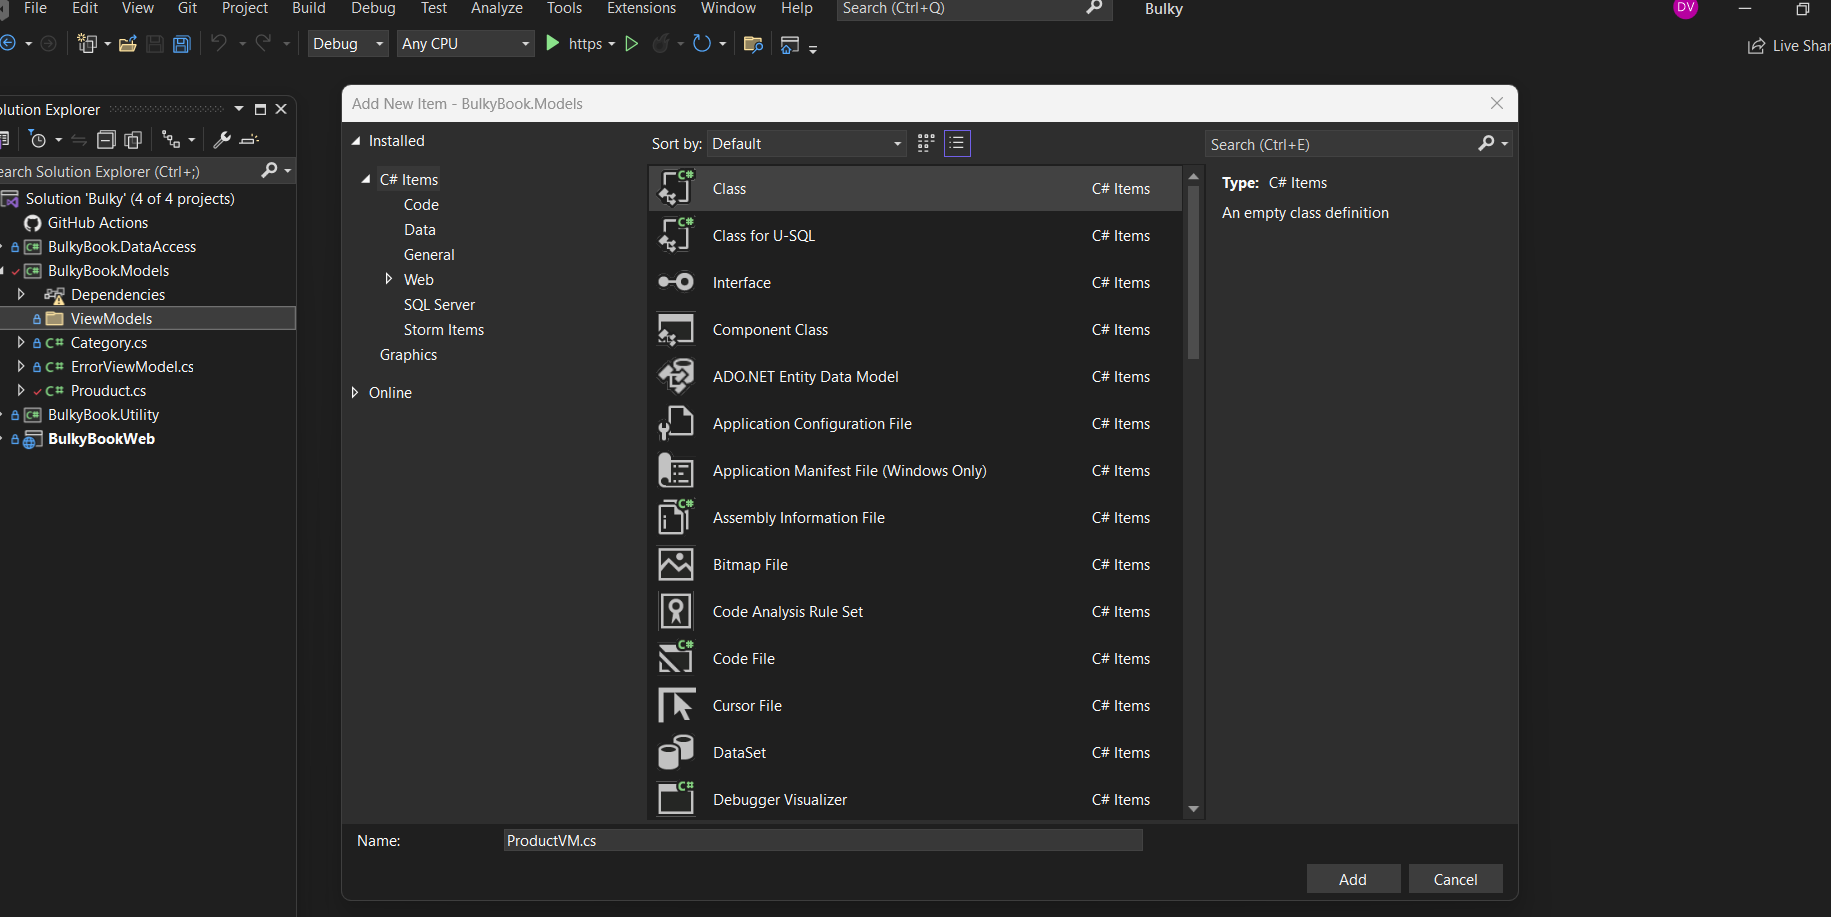 File Edit View Git Project Build Debug Test Analyze Tools Extensions Window Help Search (Ctrl+Q) Bulky DV
Debug Any CPU https Live Shar
olution Explorer
earch Solution Explorer (Ctrl+;)
Solution 'Bulky' (4 of 4 projects)
GitHub Actions
C# BulkyBook.DataAccess
C# BulkyBook.Models
Dependencies
ViewModels
C# Category.cs
C# ErrorViewModel.cs
C# Prouduct.cs
C# BulkyBook.Utility
BulkyBookWeb
Add New Item - BulkyBook.Models
Installed
C# Items
Code
Data
General
Web
SQL Server
Storm Items
Graphics
Online
Sort by: Default
Search (Ctrl+E)
C# Class C# Items
C# Class for U-SQL C# Items
Interface C# Items
Component Class C# Items
ADO.NET Entity Data Model C# Items
Application Configuration File C# Items
Application Manifest File (Windows Only) C# Items
C# Assembly Information File C# Items
Bitmap File C# Items
Code Analysis Rule Set C# Items
C# Code File C# Items
Cursor File C# Items
DataSet C# Items
C# Debugger Visualizer C# Items
Type: C# Items
An empty class definition
Name: ProductVM.cs
Add Cancel